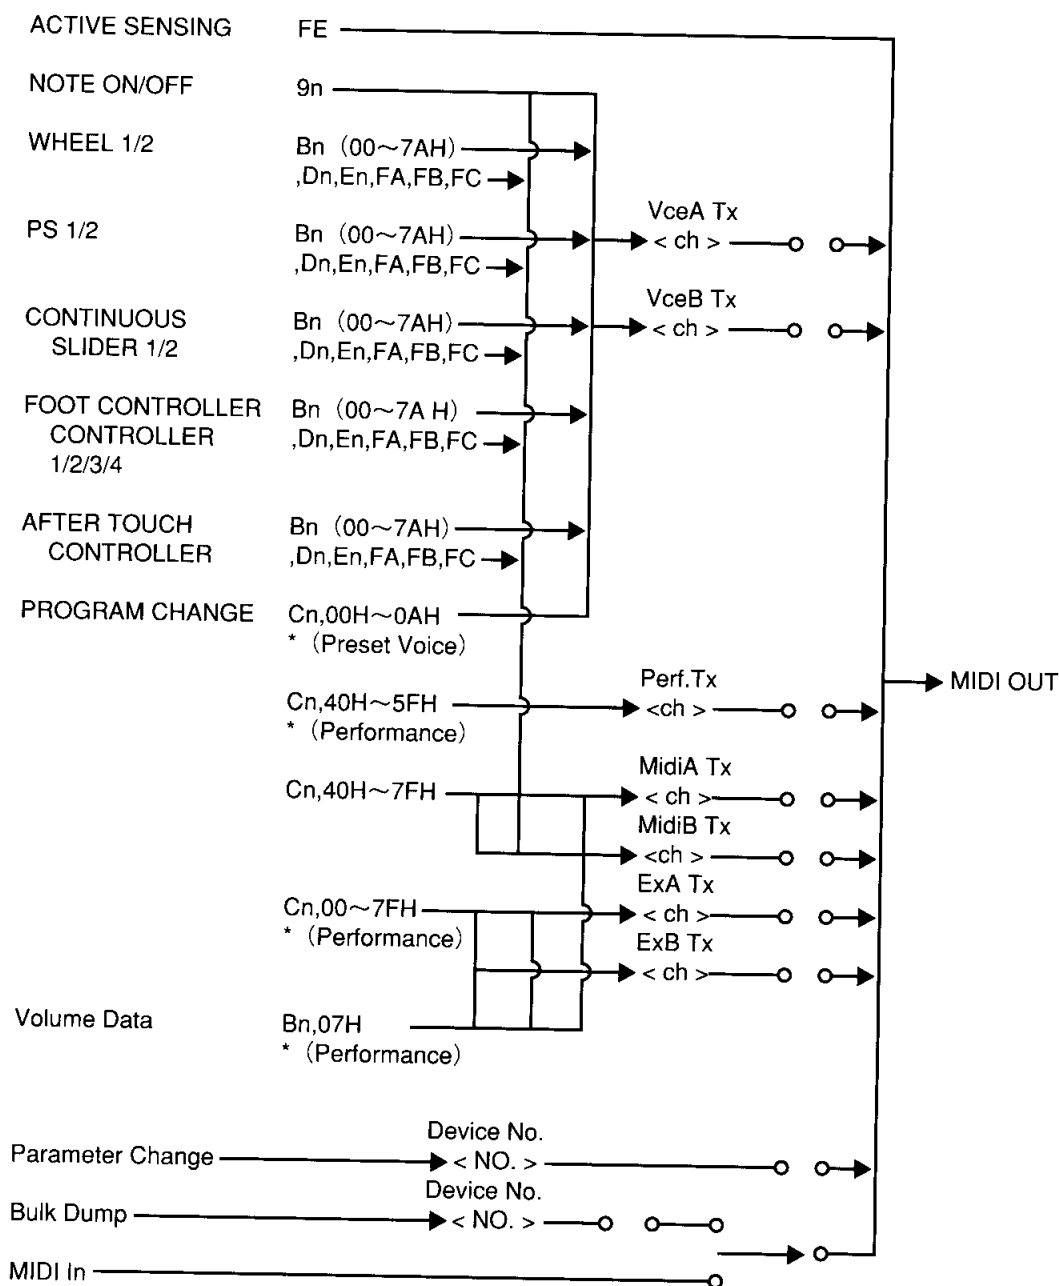 ACTIVE SENSING FE
NOTE ON/OFF 9n
WHEEL 1/2 Bn (00～7AH)
,Dn,En,FA,FB,FC
VceA Tx
PS 1/2 Bn (00～7AH) < ch >
,Dn,En,FA,FB,FC
VceB Tx
CONTINUOUS Bn (00～7AH) < ch >
SLIDER 1/2 ,Dn,En,FA,FB,FC
FOOT CONTROLLER Bn (00～7A H)
CONTROLLER ,Dn,En,FA,FB,FC
1/2/3/4
AFTER TOUCH Bn (00～7AH)
CONTROLLER ,Dn,En,FA,FB,FC
PROGRAM CHANGE Cn,00H～0AH
* (Preset Voice)
Perf.Tx MIDI OUT
Cn,40H～5FH <ch >
* (Performance)
MidiA Tx
Cn,40H～7FH < ch >
MidiB Tx
<ch >
ExA Tx
Cn,00～7FH < ch >
* (Performance) ExB Tx
< ch >
Volume Data Bn,07H
* (Performance)
Device No.
Parameter Change < NO. >
Device No.
Bulk Dump < NO. >
MIDI In